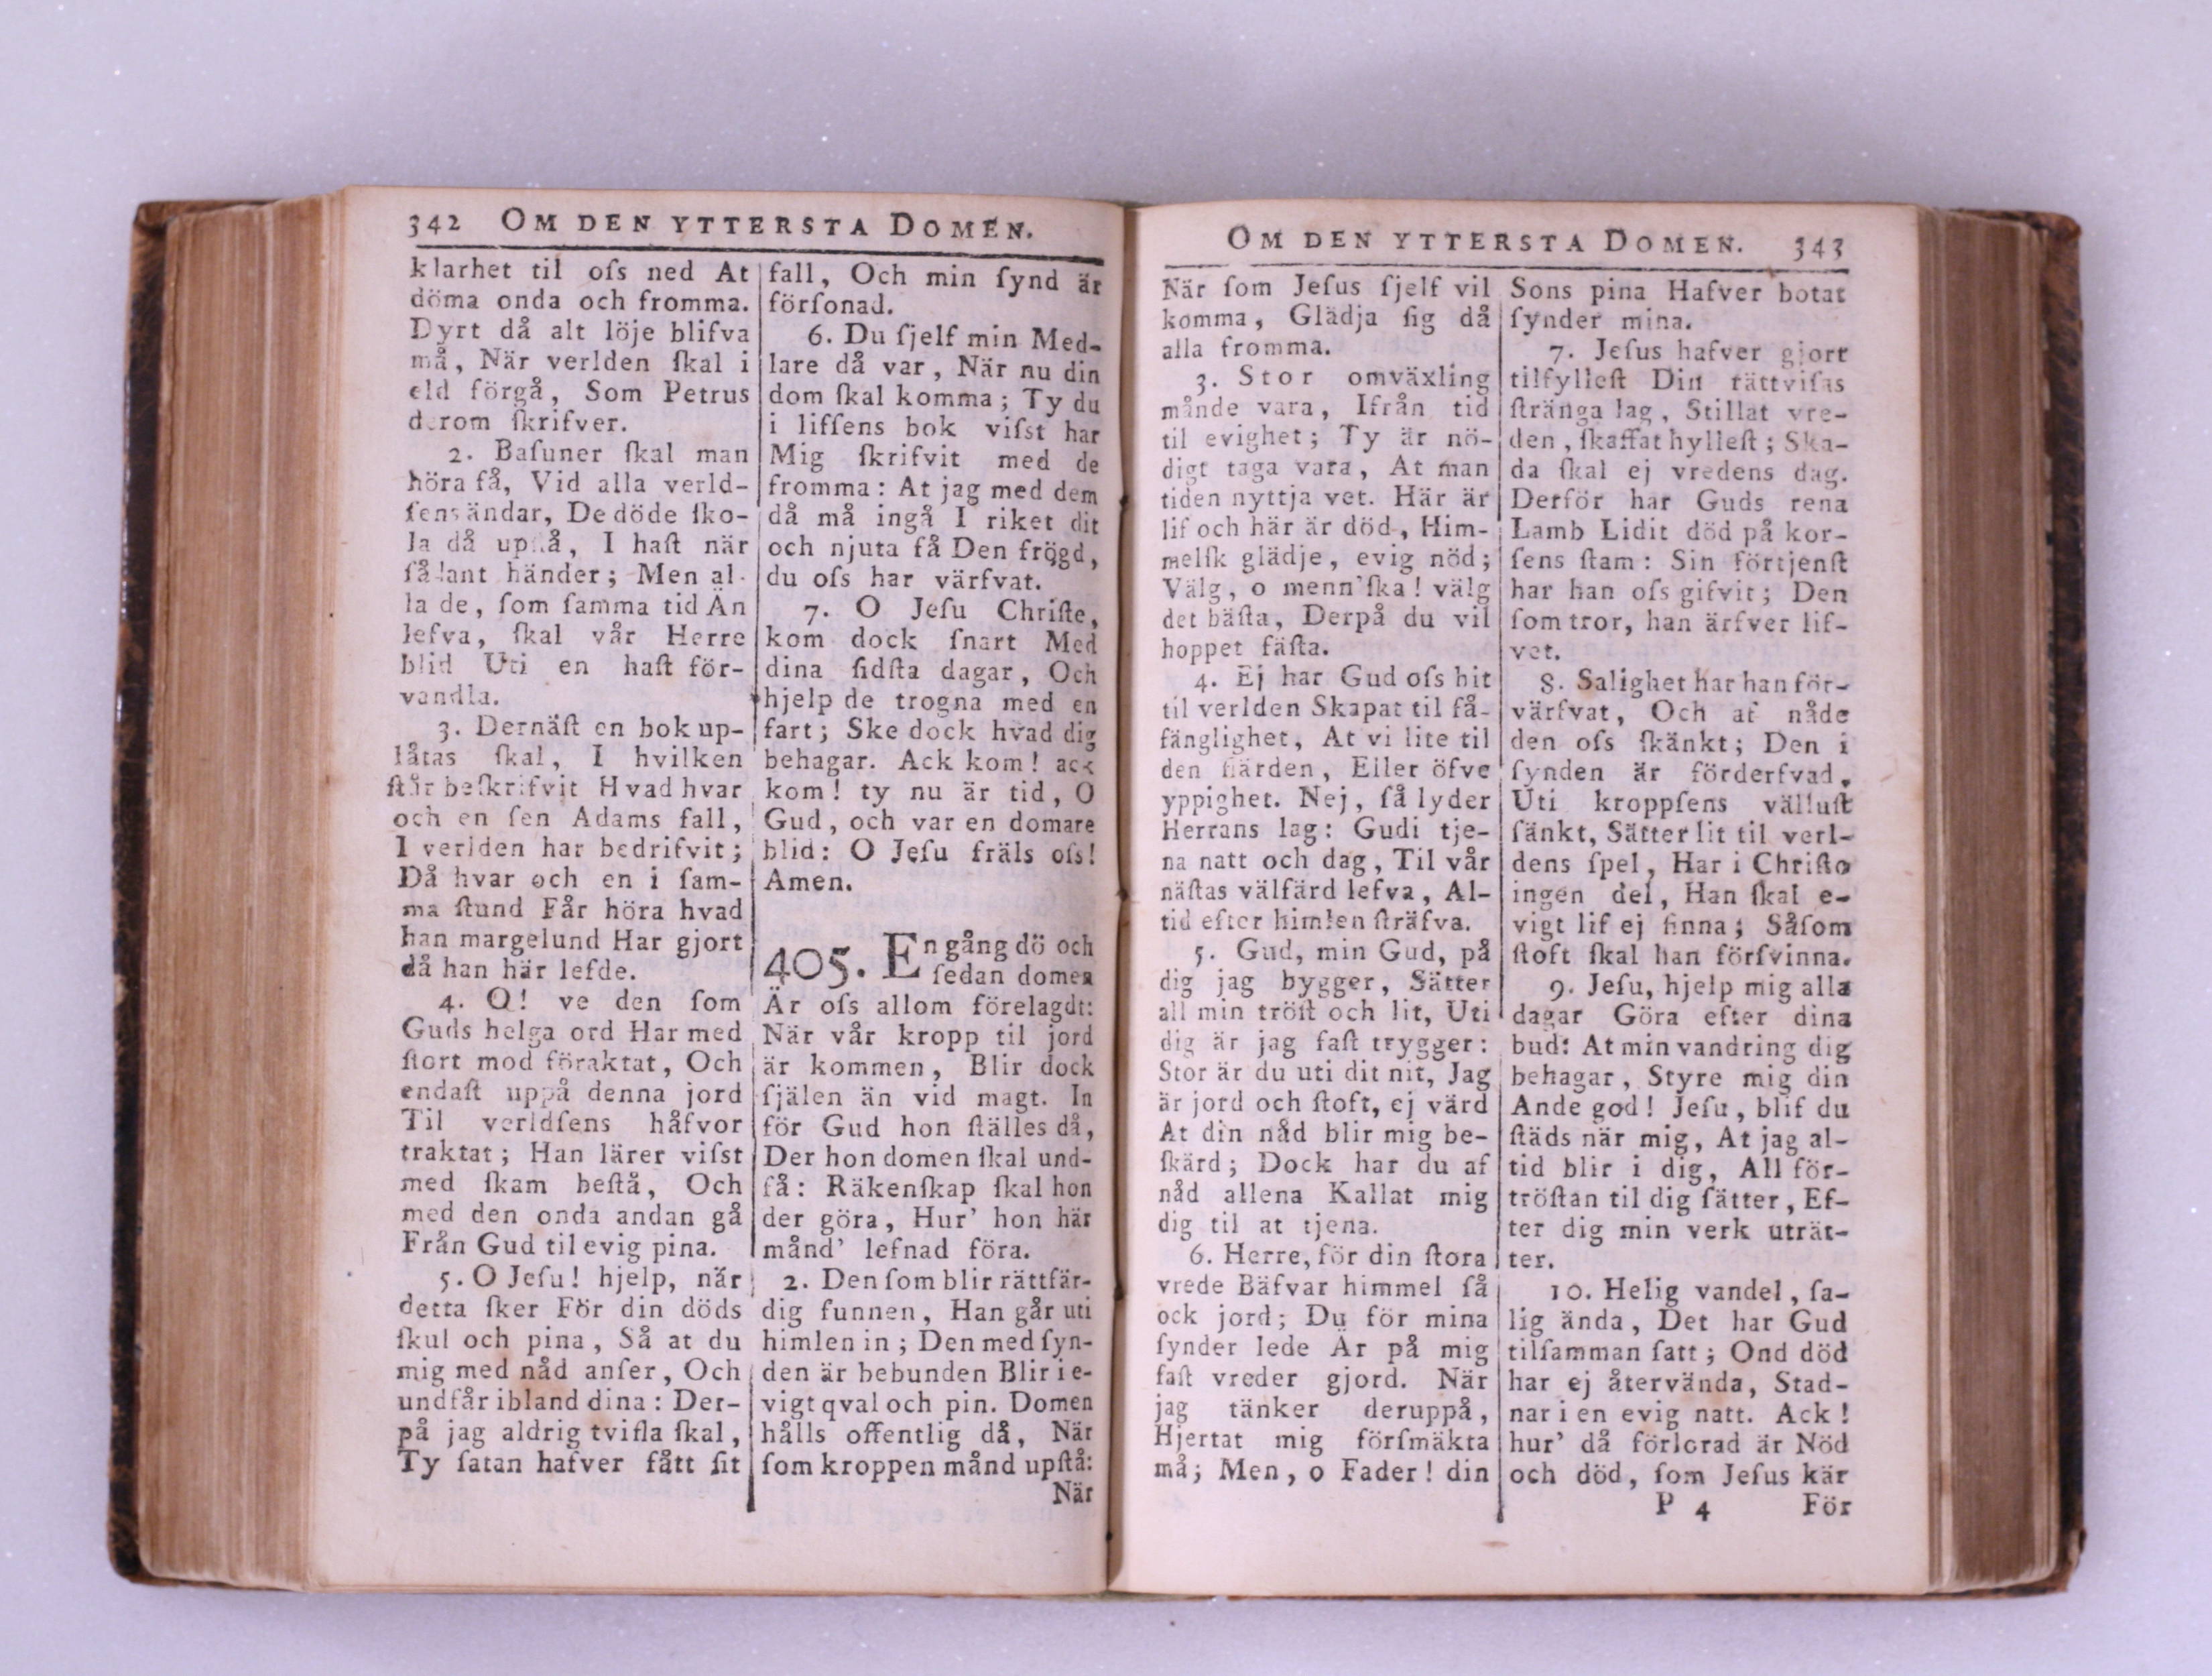 342 OM DEN YTTERSTA DOMEN.
klarhet til oſs ned At
döma onda och fromma.
Dyrt då alt löje blifva
må, När verlden ſkal i
eld förgå, Som Petrus
derom ſkrifver.
2. Baſuner ſkal man
höra få, Vid alla verld-
ſens ändar, De döde ſko-
la då upſtå, I haſt när
ſådant händer; Men al-
la de, ſom ſamma tid Än
lefva, ſkal vår Herre
blid Uti en haſt för-
vandla.
3. Dernäſt en bok up-
låtas ſkal, I hvilken
ſtår beſkrifvit Hvad hvar
och en ſen Adams fall,
I verlden har bedrifvit;
Då hvar och en i ſam-
ma ſtund Får höra hvad
han margelund Har gjort
då han här lefde.
4. O! ve den ſom
Guds helga ord Har med
ſtort mod föraktat, Och
endaſt uppå denna jord
Til verldſens håfvor
traktat; Han lärer viſst
med ſkam beſtå, Och
med den onda andan gå
Från Gud til evig pina.
5. O Jeſu! hjelp, når
detta ſker För din döds
ſkul och pina, Så at du
mig med nåd anſer, Och
undfår ibland dina: Der-
på jag aldrig tvifla ſkal,
Ty ſatan hafver fått ſit
fall, Och min ſynd är
förſonad.
6. Du ſjelf min Med-
lare då var, När nu din
dom ſkal komma; Ty du
i lifſens bok viſst har
Mig ſkrifvit med de
fromma: At jag med dem
då må ingå I riket dit
och njuta få Den frögd,
du oſs har värfvat.
7. O Jeſu Chriſte,
kom dock ſnart Med
dina ſidſta dagar, Och
hjelp de trogna med en
fart; Ske dock hvad dig
behagar. Ack kom! ack
kom! ty nu är tid, O
Gud, och var en domare
blid: O Jeſu fräls oſs!
Amen.
405. En gång dö och
ſedan domen
Är oſs allom förelagdt:
När vår kropp til jord
är kommen, Blir dock
ſjälen än vid magt. In
för Gud hon ſtälles då,
Der hon domen ſkal und-
få: Räkenſkap ſkal hon
der göra, Hur' hon här
månd' lefnad föra.
2. Den ſom blir rättfär-
dig funnen, Han går uti
himlen in; Den med ſyn-
den är bebunden Blir i e-
vigt qval och pin. Domen
hålls offentlig då, När
ſom kroppen månd upſtå:
När
OM DEN YTTERSTA DOMEN. 343
När ſom Jeſus ſjelf vil
komma, Glädja ſig då
alla fromma.
3. Stor omväxling
månde vara, Ifrån tid
til evighet; Ty är nö-
digt taga vara, At man
tiden nyttja vet. Här är
lif och här är död, Him-
melſk glädje, evig nöd;
Välg, o menn'ſka! välg
det bäſta, Derpå du vil
hoppet fäſta.
4. Ej har Gud oſs hit
til verlden Skapat til få-
fänglighet, At vi lite til
den flärden, Eller öfve
yppighet. Nej, ſå lyder
Herrans lag: Gudi tje-
na natt och dag, Til vår
näſtas välfärd lefva, Al-
tid efter himlen ſträfva.
5. Gud, min Gud, på
dig jag bygger, Sätter
all min tröſt och lit, Uti
dig är jag faſt trygger:
Stor är du uti dit nit, Jag
är jord och ſtoft, ej värd
At din nåd blir mig be-
ſkärd; Dock har du af
nåd allena Kallat mig
dig til at tjena.
6. Herre, för din ſtora
vrede Bäfvar himmel ſå
ock jord; Du för mina
ſynder lede Är på mig
faſt vreder gjord. När
jag tänker deruppå,
Hjertat mig förſmäkta
må; Men, o Fader! din
Sons pina Hafver botat
ſynder mina.
7. Jeſus hafver gjort
tilfylleſt Din rättviſas
ſtränga lag, Stillat vre-
den, ſkaffat hylleſt; Ska-
da ſkal ej vredens dag.
Derför har Guds rena
Lamb Lidit död på kor-
ſens ſtam: Sin förtjenſt
har han oſs gifvit; Den
ſom tror, han ärfver lif-
vet.
8. Salighet har han för-
värfvat, Och af nåde
den oſs ſkänkt; Den i
ſynden är förderfvad,
Uti kroppſens välluſt
ſänkt, Sätter lit til verl-
dens ſpel, Har i Chriſto
ingen del, Han ſkal e-
vigt lif ej finna; Såſom
ſtoft ſkal han förſvinna.
9. Jeſu, hjelp mig alla
dagar Göra efter dina
bud: At min vandring dig
behagar, Styre mig din
Ande god! Jeſu, blif du
ſtäds när mig, At jag al-
tid blir i dig, All för-
tröſtan til dig ſätter, Ef-
ter dig min verk uträt-
ter.
10. Helig vandel, ſa-
lig ända, Det har Gud
tilſamman ſatt; Ond död
har ej återvända, Stad-
nar i en evig natt. Ack!
hur' då förlorad är Nöd
och död, ſom Jeſus kär
P 4 För